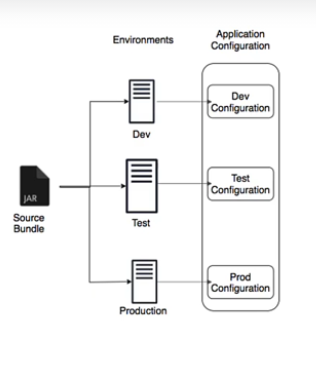 Environments
Application
Configuration
Dev
Configuration
Dev
JAR
Source
Bundle
Test
Configuration
Test
Prod
Configuration
Production